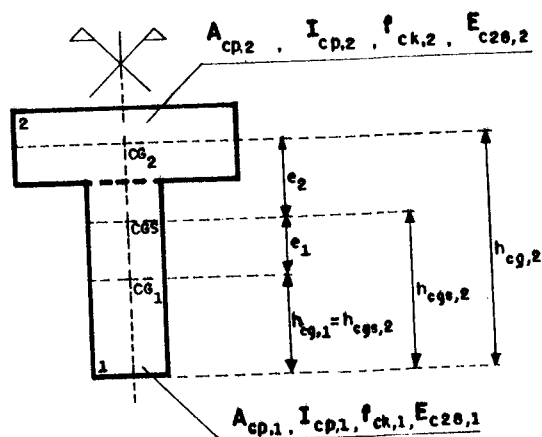 A_cp,2 , I_cp,2 , f_ck,2 , E_c28,2
2
CG_2
e_2
CGS
e_1
CG_1
h_cg,1=h_cgs,2
h_cgs,2
h_cg,2
1
A_cp,1 , I_cp,1 , f_ck,1 , E_c28,1